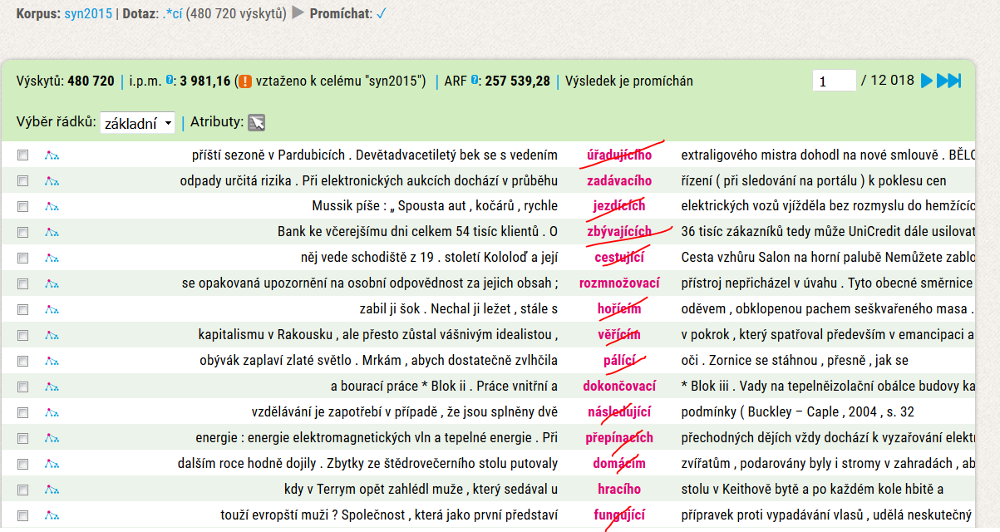 Korpus: syn2015 | Dotaz: .*cí (480 720 výskytů) ▶ Promíchat: ✓
Výskytů: 480 720 | i.p.m. ?: 3 981,16 (! vztaženo k celému "syn2015") | ARF ?: 257 539,28 | Výsledek je promíchán 1 / 12 018
Výběr řádků: základní | Atributy:
příští sezoně v Pardubicích . Devětadvacetiletý bek se s vedením úřadujícího extraligového mistra dohodl na nové smlouvě . BĚLO
odpady určitá rizika . Při elektronických aukcích dochází v průběhu zadávacího řízení ( při sledování na portálu ) k poklesu cen
Mussik píše : „ Spousta aut , kočárů , rychle jezdících elektrických vozů vjížděla bez rozmyslu do hemžícíc
Bank ke včerejšímu dni celkem 54 tisíc klientů . O zbývajících 36 tisíc zákazníků tedy může UniCredit dále usilovat
něj vede schodiště z 19 . století Kololoď a její cestující Cesta vzhůru Salon na horní palubě Nemůžete zablo
se opakovaná upozornění na osobní odpovědnost za jejich obsah ; rozmnožovací přístroj nepřicházel v úvahu . Tyto obecné směrnice
zabil ji šok . Nechal ji ležet , stále s hořícím oděvem , obklopenou pachem seškvařeného masa .
kapitalismu v Rakousku , ale přesto zůstal vášnivým idealistou , věřícím v pokrok , který spatřoval především v emancipaci a
obývák zaplaví zlaté světlo . Mrkám , abych dostatečně zvlhčila pálící oči . Zornice se stáhnou , přesně , jak se
a bourací práce * Blok ii . Práce vnitřní a dokončovací * Blok iii . Vady na tepelněizolační obálce budovy ka
vzdělávání je zapotřebí v případě , že jsou splněny dvě následující podmínky ( Buckley – Caple , 2004 , s. 32
energie : energie elektromagnetických vln a tepelné energie . Při přepínacích přechodných dějích vždy dochází k vyzařování elektr
dalším roce hodně dojily . Zbytky ze štědrovečerního stolu putovaly domácím zvířatům , podarovány byly i stromy v zahradách , ab
kdy v Terrym opět zahlédl muže , který sedával u hracího stolu v Keithově bytě a po každém kole hbitě a
touží evropští muži ? Společnost , která jako první představí fungující přípravek proti vypadávání vlasů , udělá neskutečný